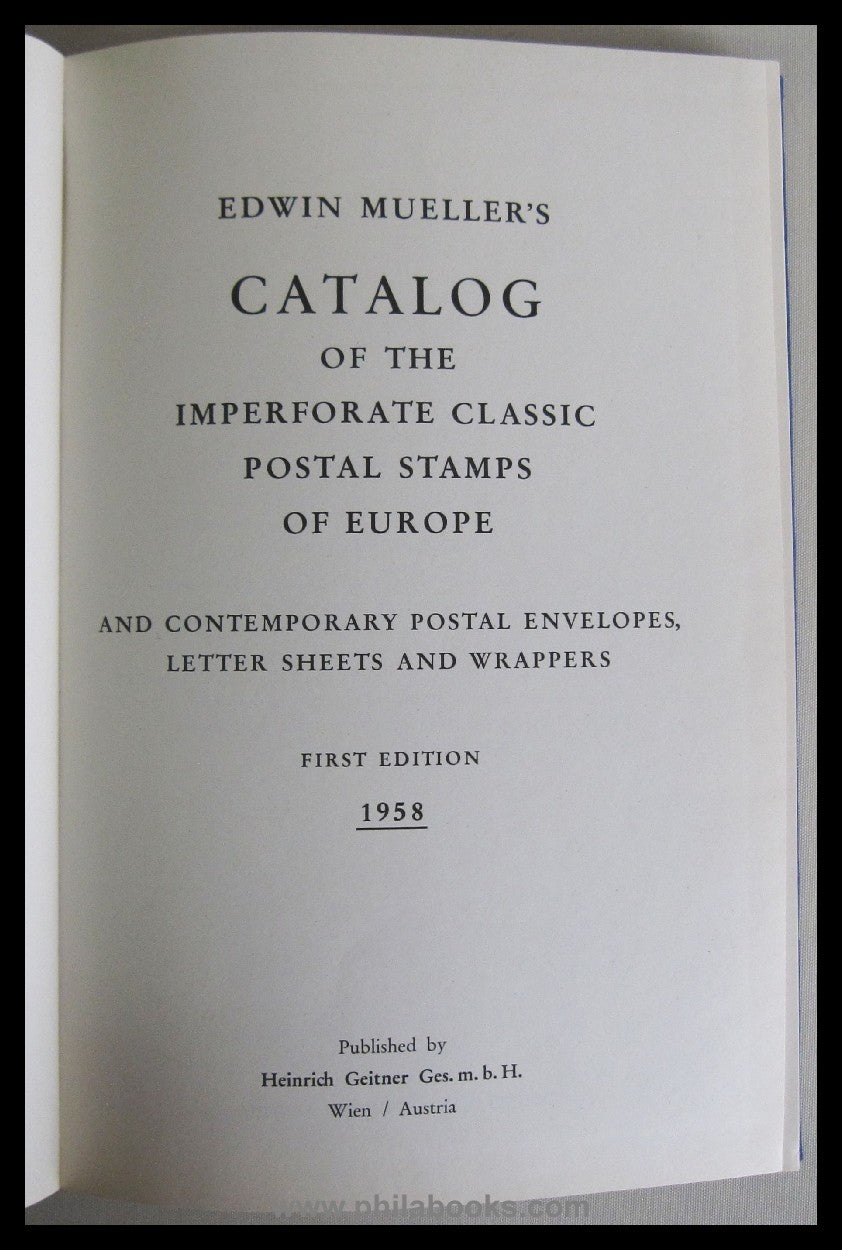 EDWIN MUELLER'S
CATALOG
OF THE
IMPERFORATE CLASSIC
POSTAL STAMPS
OF EUROPE
AND CONTEMPORARY POSTAL ENVELOPES,
LETTER SHEETS AND WRAPPERS
FIRST EDITION
1958
Published by
Heinrich Geitner Ges. m. b. H.
Wien / Austria
www.philabooks.com